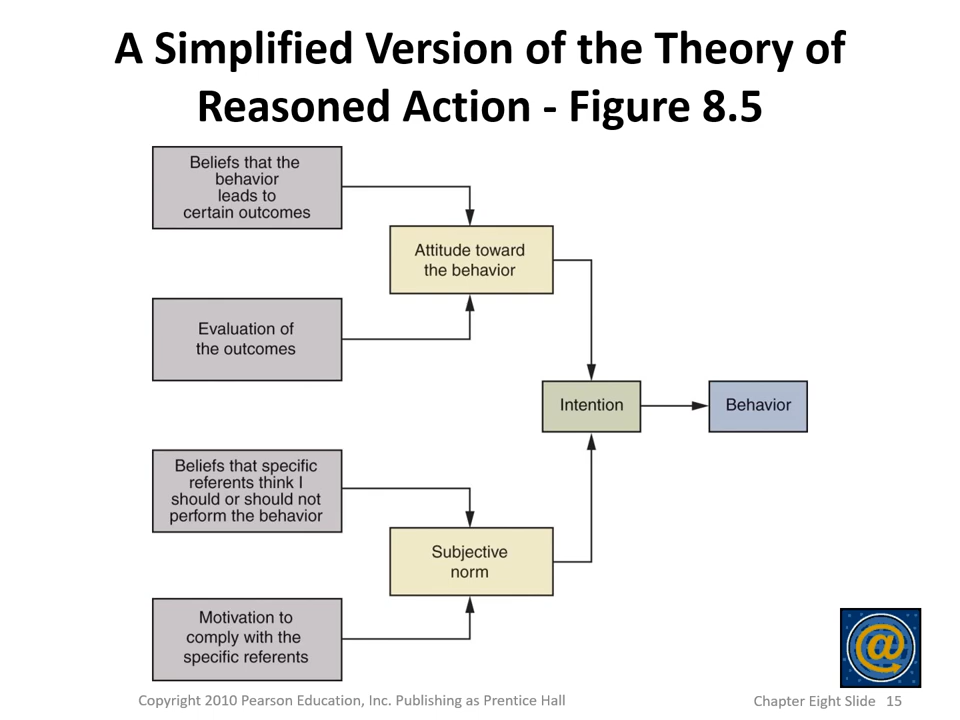 A Simplified Version of the Theory of
Reasoned Action - Figure 8.5
Beliefs that the
behavior
leads to
certain outcomes
Attitude toward
the behavior
Evaluation of
the outcomes
Intention
Behavior
Beliefs that specific
referents think I
should or should not
perform the behavior
Subjective
norm
Motivation to
comply with the
specific referents
@
Copyright 2010 Pearson Education, Inc. Publishing as Prentice Hall
Chapter Eight Slide 15